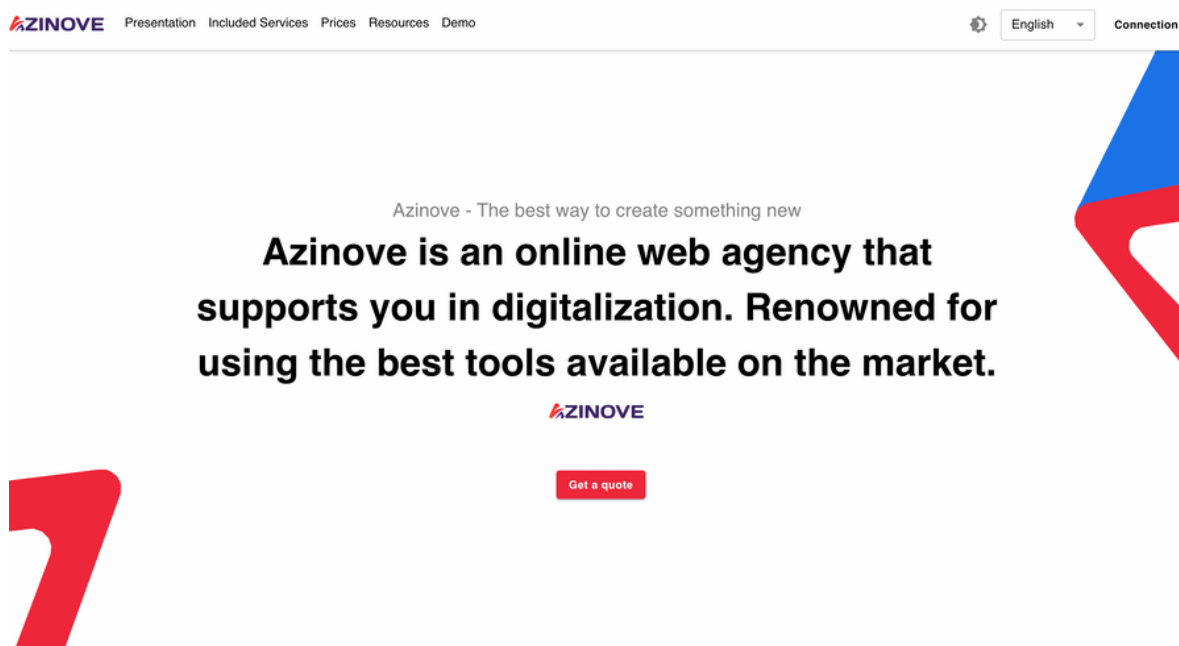 AZINOVE
Presentation Included Services Prices Resources Demo
English
Connection
Azinove - The best way to create something new
Azinove is an online web agency that
supports you in digitalization. Renowned for
using the best tools available on the market.
AZINOVE
Get a quote